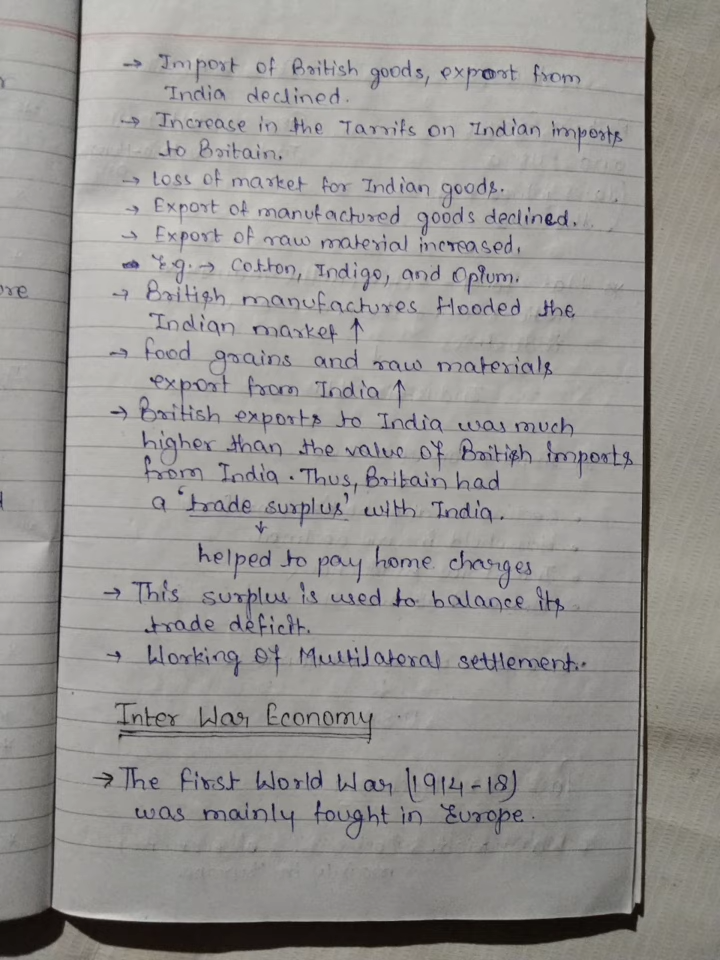 → Import of British goods, export from
India declined.
→ Increase in the Tarrifs on Indian imports
to Britain.
→ Loss of market for Indian goods.
→ Export of manufactured goods declined.
→ Export of raw material increased.
Eg. → Cotton, Indigo, and Opium.
→ British manufactures flooded the
Indian market ↑
→ food grains and raw materials
export from India ↑
→ British exports to India was much
higher than the value of British imports
from India. Thus, Britain had
a 'trade surplus' with India.
↓
helped to pay home charges
→ This surplus is used to balance its
trade deficit.
→ Working of Multilateral settlement.
Inter War Economy
→ The first World War (1914-18)
was mainly fought in Europe.